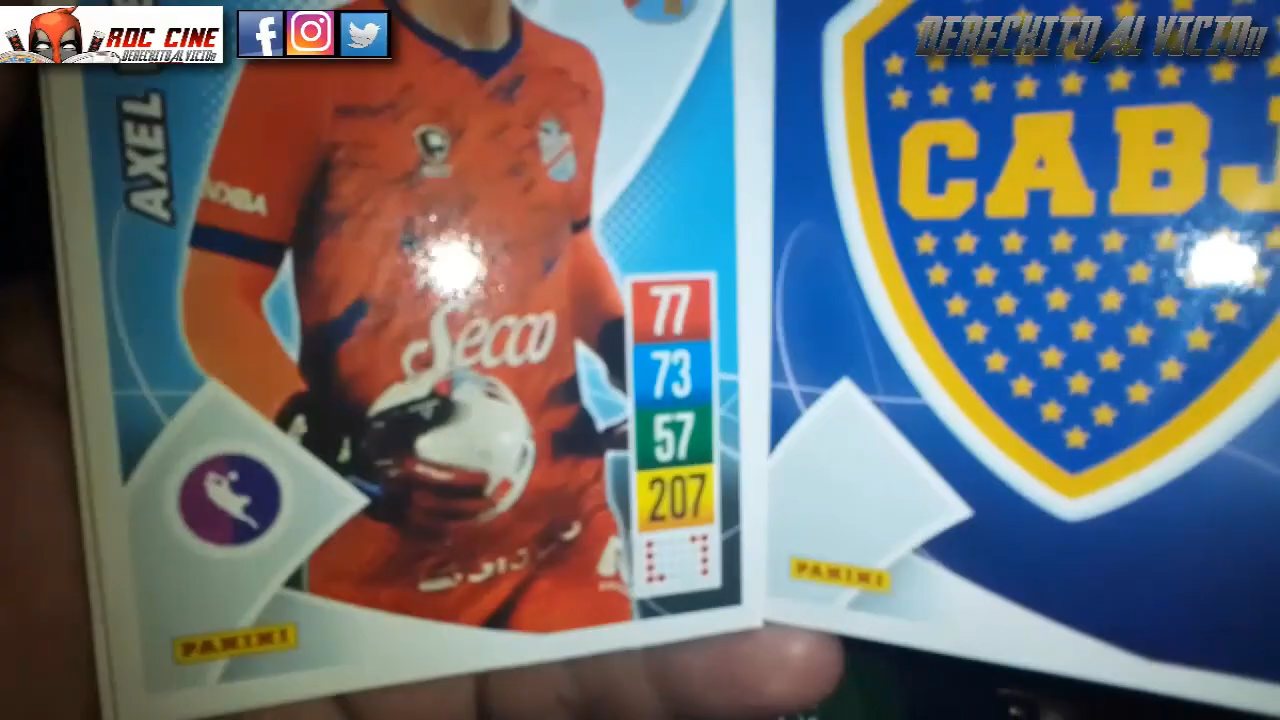 ROC CINE
DERECHITO AL VICIO!!
DERECHITO AL VICIO!!
AXEL
CABJ
Secco
77
73
57
207
PANINI
PANINI